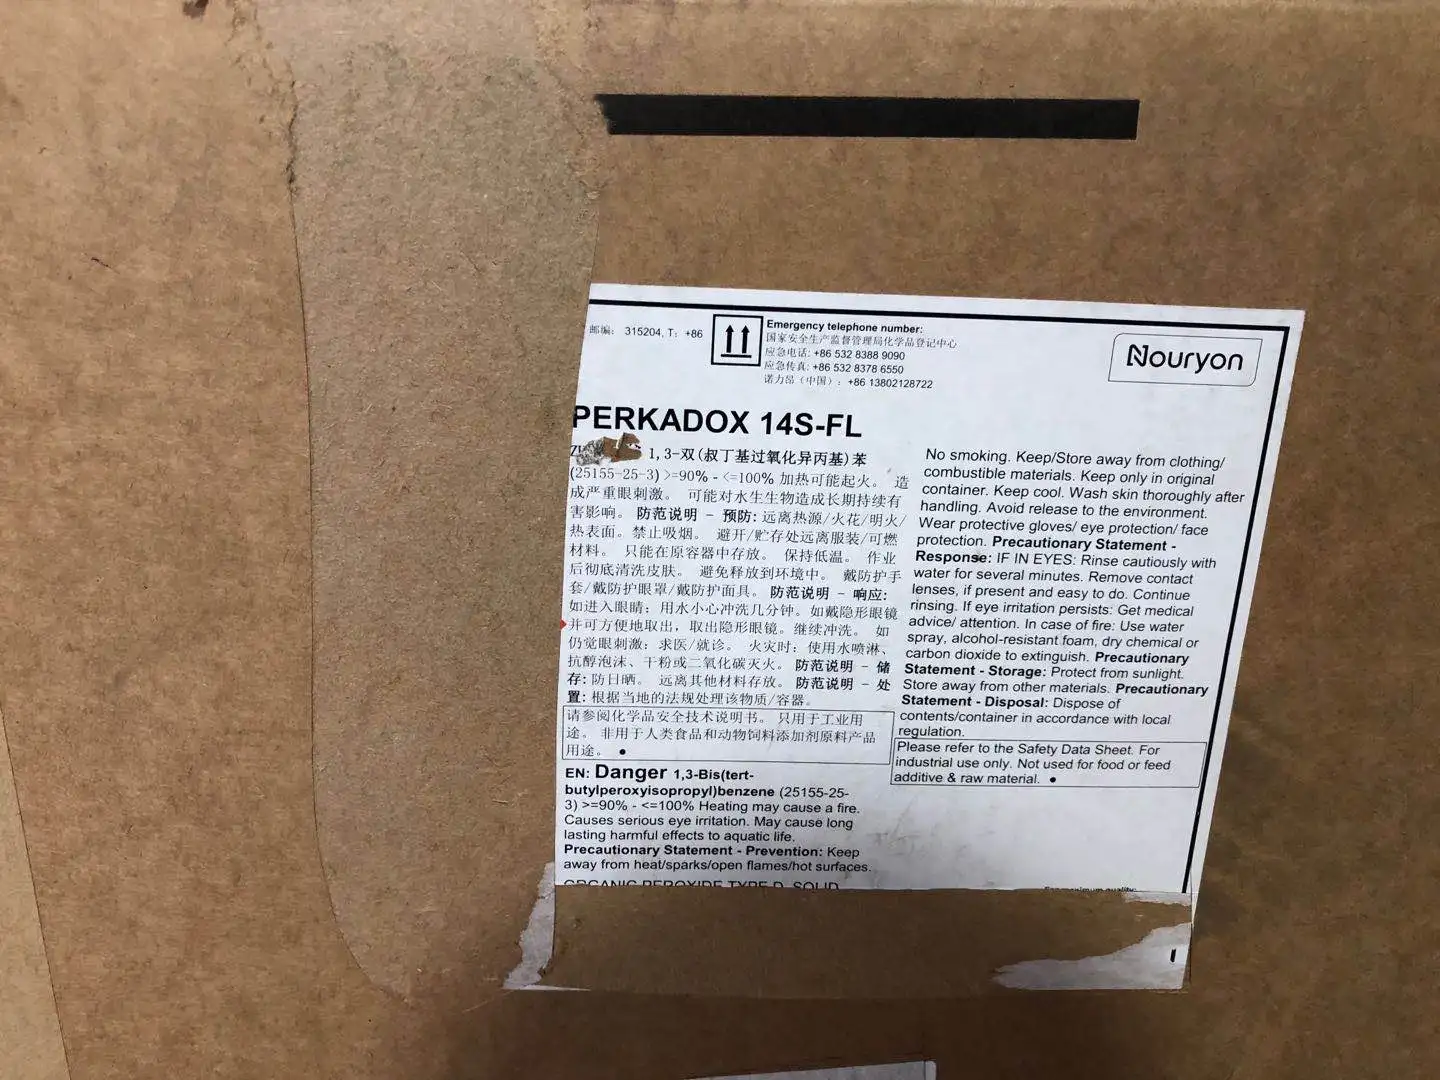 邮编： 315204, T: +86
Emergency telephone number:
国家安全生产监督管理局化学品登记中心
应急电话: +86 532 8388 9090
应急传真: +86 532 8378 6550
诺力昂（中国）: +86 13802128722
Nouryon
PERKADOX 14S-FL
1,3-双(叔丁基过氧化异丙基)苯
(25155-25-3) >=90% - <=100% 加热可能起火。 造
成严重眼刺激。 可能对水生生物造成长期持续有
害影响。 防范说明 - 预防: 远离热源/火花/明火/
热表面。禁止吸烟。 避开/贮存处远离服装/可燃
材料。 只能在原容器中存放。 保持低温。 作业
后彻底清洗皮肤。 避免释放到环境中。 戴防护手
套/戴防护眼罩/戴防护面具。 防范说明 - 响应:
如进入眼睛: 用水小心冲洗几分钟。如戴隐形眼镜
并可方便地取出，取出隐形眼镜。继续冲洗。 如
仍觉眼刺激: 求医/就诊。 火灾时: 使用水喷淋、
抗醇泡沫、干粉或二氧化碳灭火。 防范说明 - 储
存: 防日晒。 远离其他材料存放。 防范说明 - 处
置: 根据当地的法规处理该物质/容器。
请参阅化学品安全技术说明书。 只用于工业用
途。 非用于人类食品和动物饲料添加剂原料产品
用途。 ●
EN: Danger 1,3-Bis(tert-
butylperoxyisopropyl)benzene (25155-25-
3) >=90% - <=100% Heating may cause a fire.
Causes serious eye irritation. May cause long
lasting harmful effects to aquatic life.
Precautionary Statement - Prevention: Keep
away from heat/sparks/open flames/hot surfaces.
ORGANIC PEROXIDE TYPE D, SOLID
No smoking. Keep/Store away from clothing/
combustible materials. Keep only in original
container. Keep cool. Wash skin thoroughly after
handling. Avoid release to the environment.
Wear protective gloves/ eye protection/ face
protection. Precautionary Statement -
Response: IF IN EYES: Rinse cautiously with
water for several minutes. Remove contact
lenses, if present and easy to do. Continue
rinsing. If eye irritation persists: Get medical
advice/ attention. In case of fire: Use water
spray, alcohol-resistant foam, dry chemical or
carbon dioxide to extinguish. Precautionary
Statement - Storage: Protect from sunlight.
Store away from other materials. Precautionary
Statement - Disposal: Dispose of
contents/container in accordance with local
regulation.
Please refer to the Safety Data Sheet. For
industrial use only. Not used for food or feed
additive & raw material. ●
For maximum quality: